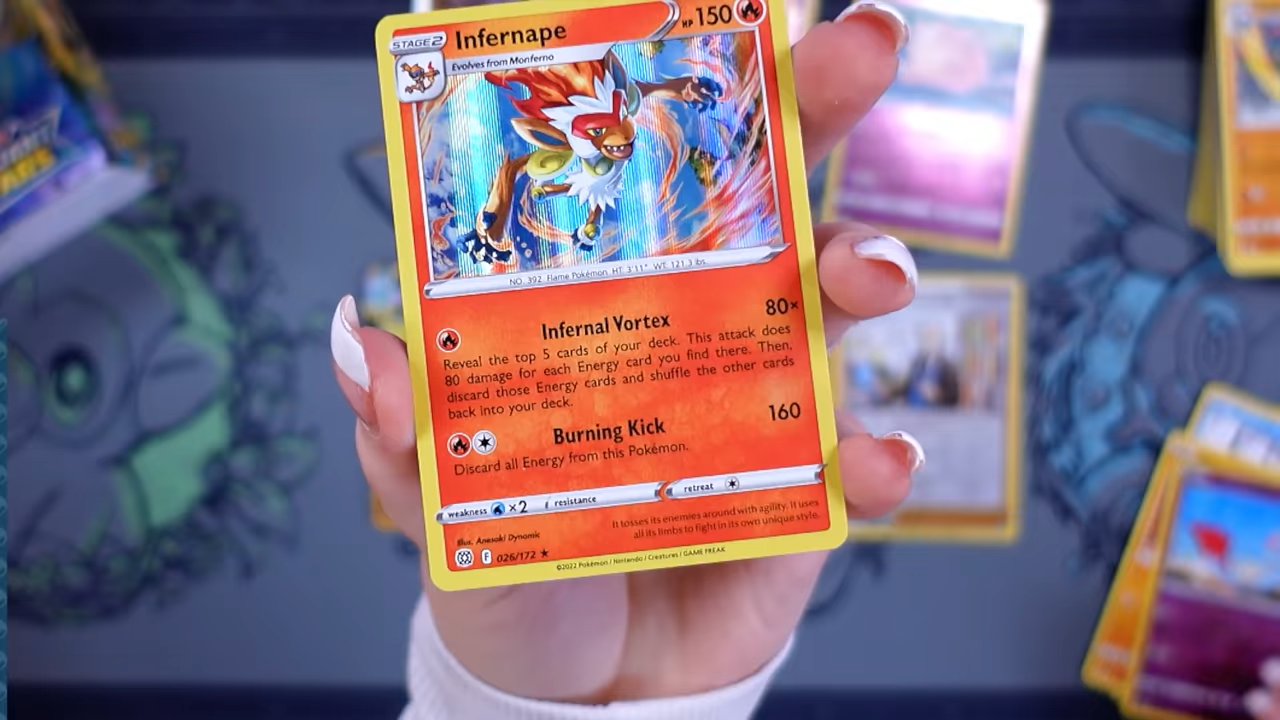 STAGE2
Infernape
HP 150
Evolves from Monferno
NO. 392 Flame Pokémon HT: 3'11" WT: 121.3 lbs
Infernal Vortex 80×
Reveal the top 5 cards of your deck. This attack does
80 damage for each Energy card you find there. Then,
discard those Energy cards and shuffle the other cards
back into your deck.
Burning Kick 160
Discard all Energy from this Pokémon.
weakness ×2 resistance retreat
It tosses its enemies around with agility. It uses
all its limbs to fight in its own unique style.
Illus. Anesaki Dynamic
F 026/172 ★
©2022 Pokémon / Nintendo / Creatures / GAME FREAK